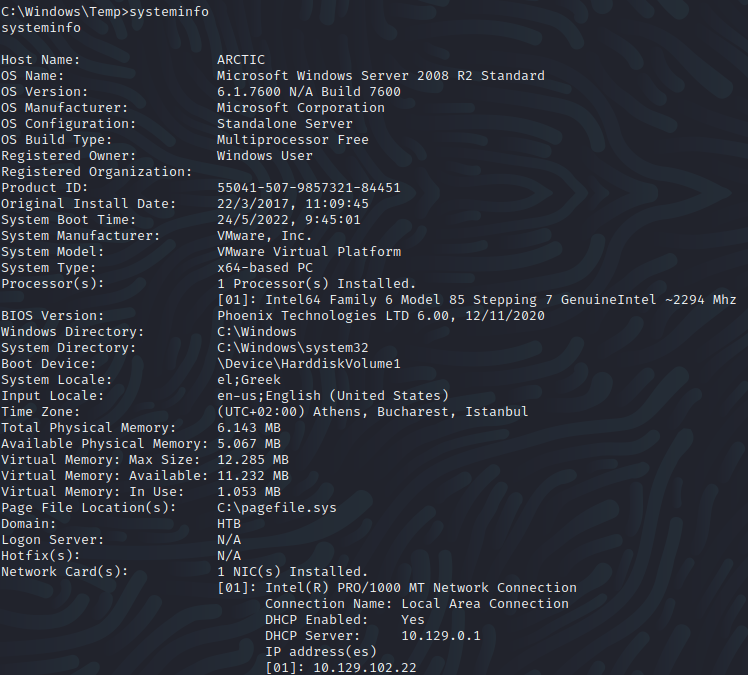 C:\Windows\Temp>systeminfo
systeminfo

Host Name:                 ARCTIC
OS Name:                   Microsoft Windows Server 2008 R2 Standard
OS Version:                6.1.7600 N/A Build 7600
OS Manufacturer:           Microsoft Corporation
OS Configuration:          Standalone Server
OS Build Type:             Multiprocessor Free
Registered Owner:          Windows User
Registered Organization:
Product ID:                55041-507-9857321-84451
Original Install Date:     22/3/2017, 11:09:45
System Boot Time:          24/5/2022, 9:45:01
System Manufacturer:       VMware, Inc.
System Model:              VMware Virtual Platform
System Type:               x64-based PC
Processor(s):              1 Processor(s) Installed.
                           [01]: Intel64 Family 6 Model 85 Stepping 7 GenuineIntel ~2294 Mhz
BIOS Version:              Phoenix Technologies LTD 6.00, 12/11/2020
Windows Directory:         C:\Windows
System Directory:          C:\Windows\system32
Boot Device:               \Device\HarddiskVolume1
System Locale:             el;Greek
Input Locale:              en-us;English (United States)
Time Zone:                 (UTC+02:00) Athens, Bucharest, Istanbul
Total Physical Memory:     6.143 MB
Available Physical Memory: 5.067 MB
Virtual Memory: Max Size:  12.285 MB
Virtual Memory: Available: 11.232 MB
Virtual Memory: In Use:    1.053 MB
Page File Location(s):     C:\pagefile.sys
Domain:                    HTB
Logon Server:              N/A
Hotfix(s):                 N/A
Network Card(s):           1 NIC(s) Installed.
                           [01]: Intel(R) PRO/1000 MT Network Connection
                                 Connection Name: Local Area Connection
                                 DHCP Enabled:    Yes
                                 DHCP Server:     10.129.0.1
                                 IP address(es)
                                 [01]: 10.129.102.22